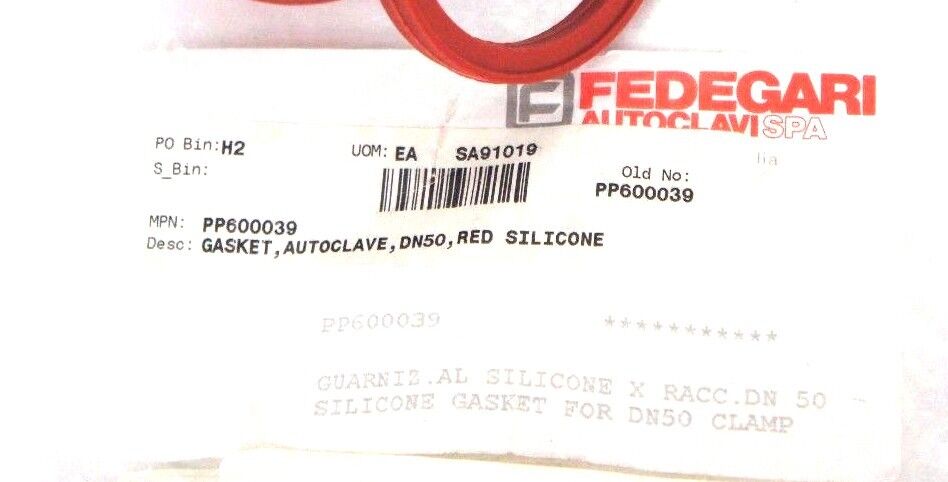 FEDEGARI
AUTOCLAVI SPA
PO Bin: H2 UOM: EA SA91019
S_Bin: Old No:
PP600039
MPN: PP600039
Desc: GASKET,AUTOCLAVE,DN50,RED SILICONE
PP600039 ***********
GUARNIZ.AL SILICONE X RACC.DN 50 -
SILICONE GASKET FOR DN50 CLAMP